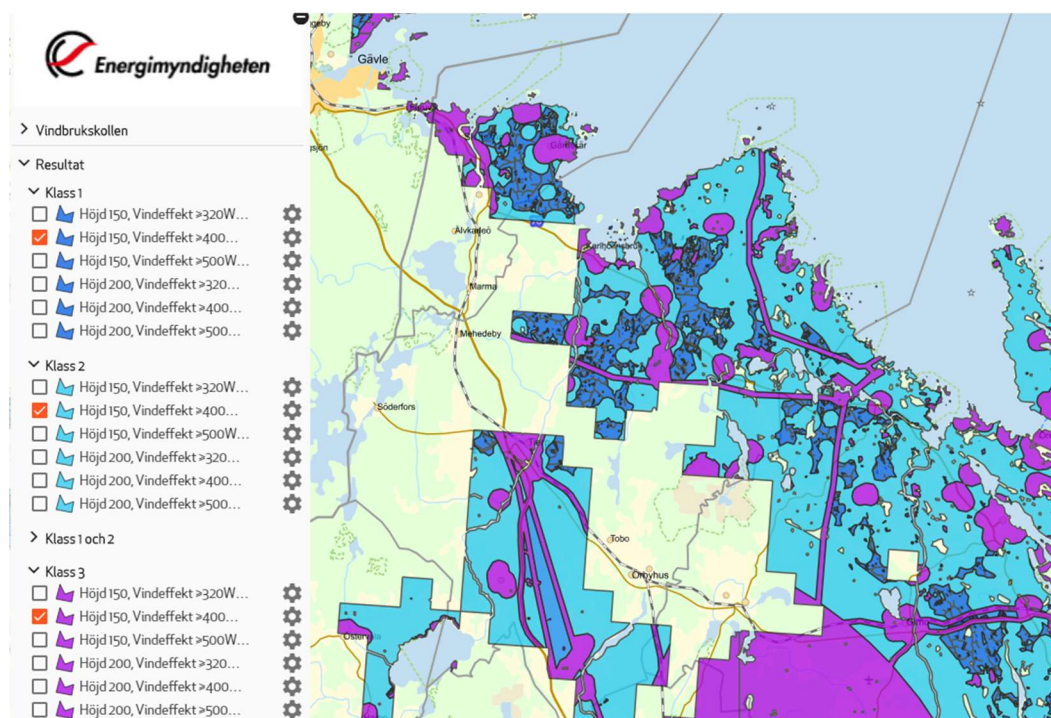 Energimyndigheten
Vindbrukskollen
Resultat
Klass 1
Höjd 150, Vindeffekt >320W...
Höjd 150, Vindeffekt >400...
Höjd 150, Vindeffekt >500W...
Höjd 200, Vindeffekt >320...
Höjd 200, Vindeffekt >400...
Höjd 200, Vindeffekt >500...
Klass 2
Höjd 150, Vindeffekt >320W...
Höjd 150, Vindeffekt >400...
Höjd 150, Vindeffekt >500W...
Höjd 200, Vindeffekt >320...
Höjd 200, Vindeffekt >400...
Höjd 200, Vindeffekt >500...
Klass 1 och 2
Klass 3
Höjd 150, Vindeffekt >320W...
Höjd 150, Vindeffekt >400...
Höjd 150, Vindeffekt >500W...
Höjd 200, Vindeffekt >320...
Höjd 200, Vindeffekt >400...
Höjd 200, Vindeffekt >500...
Gävle
Älvkarleö
Marma
Mehedeby
Söderfors
Tobo
Örbyhus